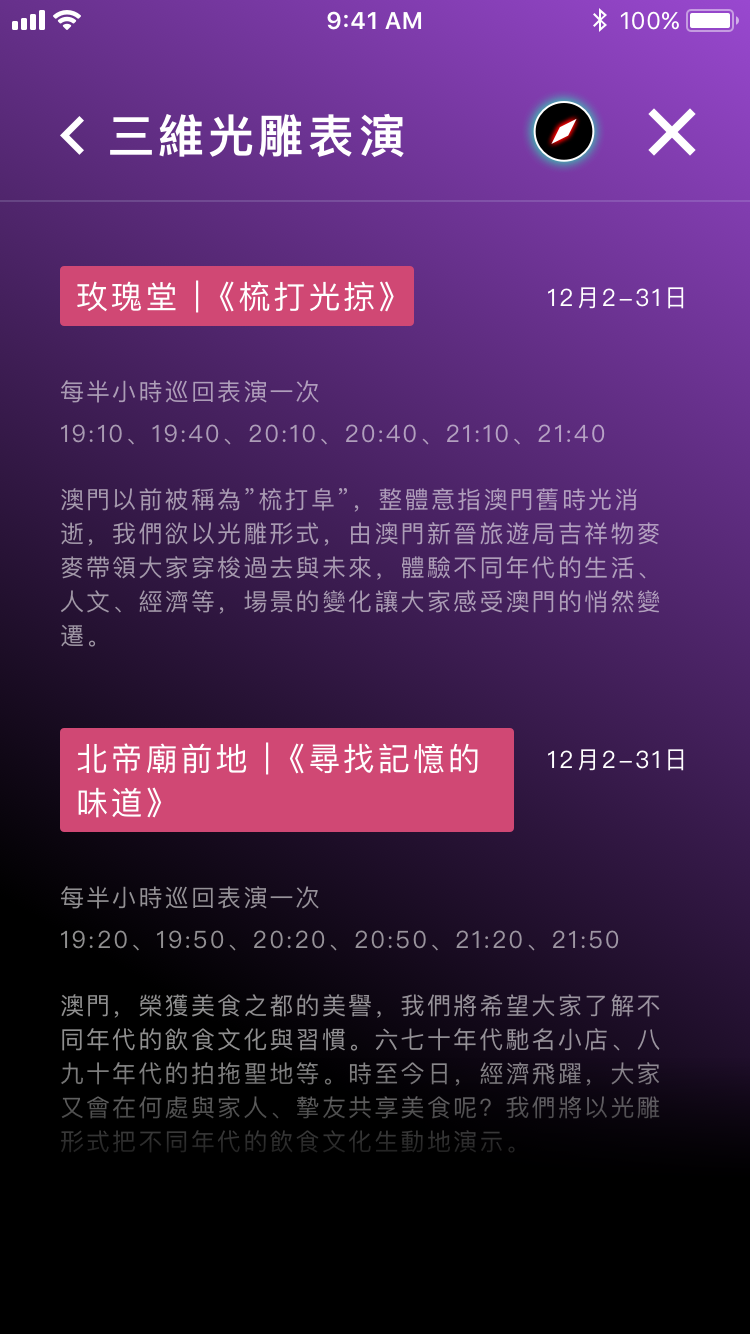 9:41 AM
100%
三維光雕表演
玫瑰堂 |《梳打光掠》
12月2–31日
每半小時巡回表演一次
19:10、19:40、20:10、20:40、21:10、21:40
澳門以前被稱為”梳打阜”，整體意指澳門舊時光消
逝，我們欲以光雕形式，由澳門新晉旅遊局吉祥物麥
麥帶領大家穿梭過去與未來，體驗不同年代的生活、
人文、經濟等，場景的變化讓大家感受澳門的悄然變
遷。
北帝廟前地 |《尋找記憶的
味道》
12月2–31日
每半小時巡回表演一次
19:20、19:50、20:20、20:50、21:20、21:50
澳門，榮獲美食之都的美譽，我們將希望大家了解不
同年代的飲食文化與習慣。六七十年代馳名小店、八
九十年代的拍拖聖地等。時至今日，經濟飛躍，大家
又會在何處與家人、摯友共享美食呢？我們將以光雕
形式把不同年代的飲食文化生動地演示。